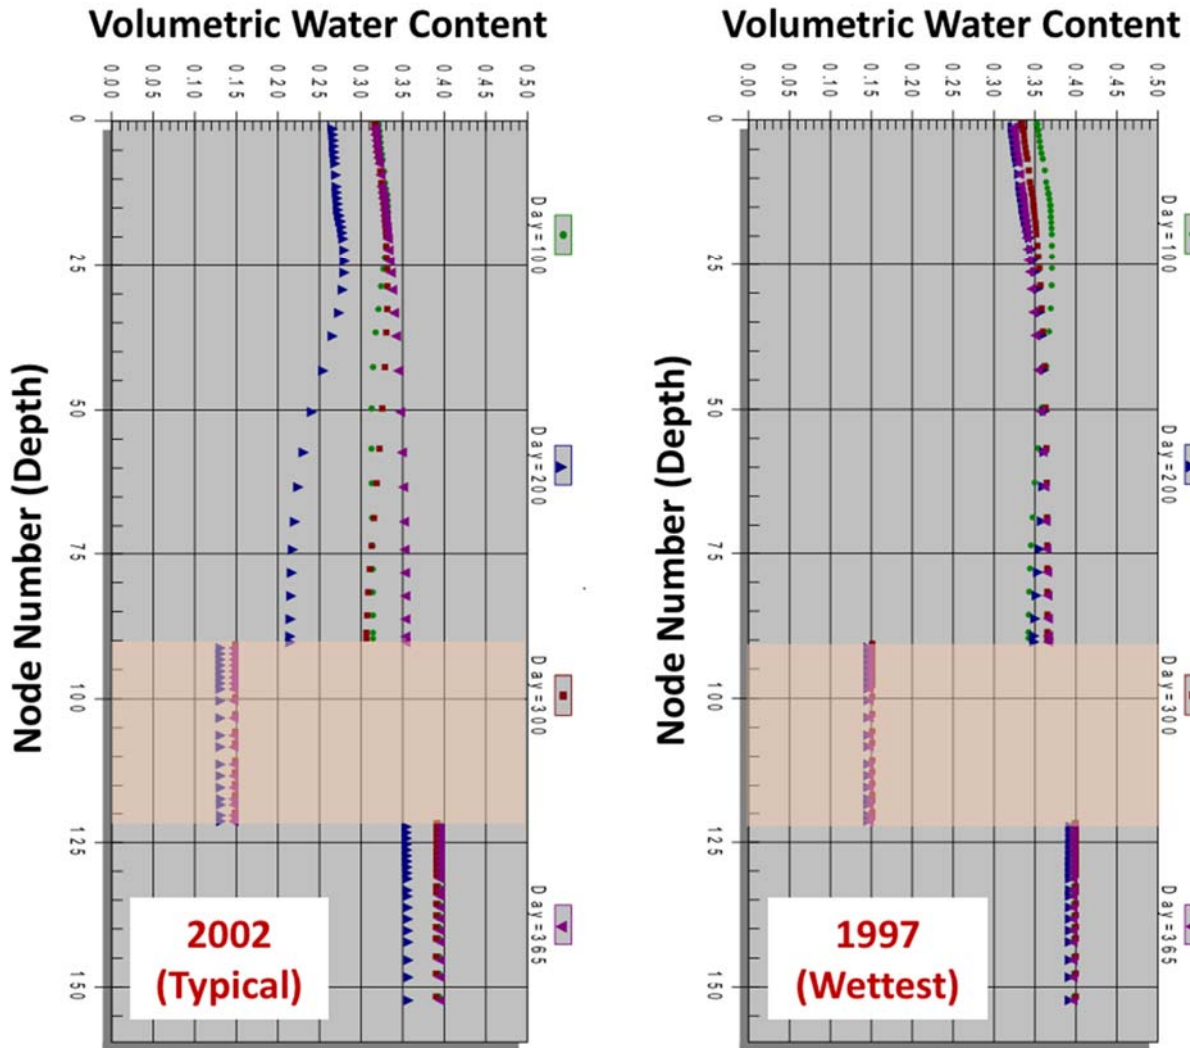 Volumetric Water Content
0.00 0.05 0.10 0.15 0.20 0.25 0.30 0.35 0.40 0.45 0.50
Node Number (Depth)
0
25
50
75
100
125
150
Day=100
Day=200
Day=300
Day=365
2002
(Typical)
Volumetric Water Content
0.00 0.05 0.10 0.15 0.20 0.25 0.30 0.35 0.40 0.45 0.50
Node Number (Depth)
0
25
50
75
100
125
150
Day=100
Day=200
Day=300
Day=365
1997
(Wettest)